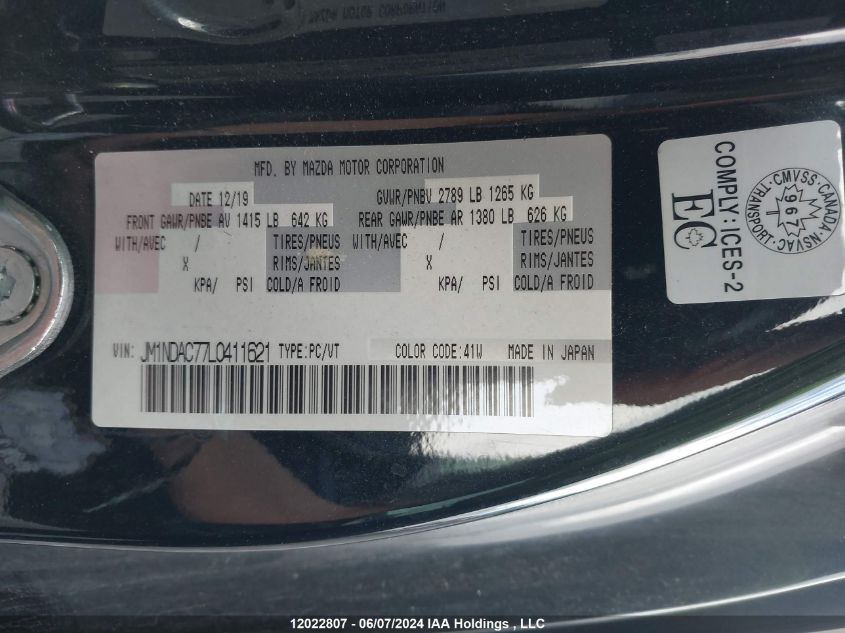 MFD. BY MAZDA MOTOR CORPORATION
DATE 12/19 GVWR/PNBV 2789 LB 1265 KG
FRONT GAWR/PNBE AV 1415 LB 642 KG REAR GAWR/PNBE AR 1380 LB 626 KG
WITH/AVEC / TIRES/PNEUS WITH/AVEC / TIRES/PNEUS
X RIMS/JANTES X RIMS/JANTES
KPA/ PSI COLD/A FROID KPA/ PSI COLD/A FROID
VIN: JM1NDAC77L0411621 TYPE:PC/VT COLOR CODE:41W MADE IN JAPAN
COMPLY: ICES-2
EC
CMVSS-CANADA-NSVAC-TRANSPORT-
967
12022807 - 06/07/2024 IAA Holdings , LLC